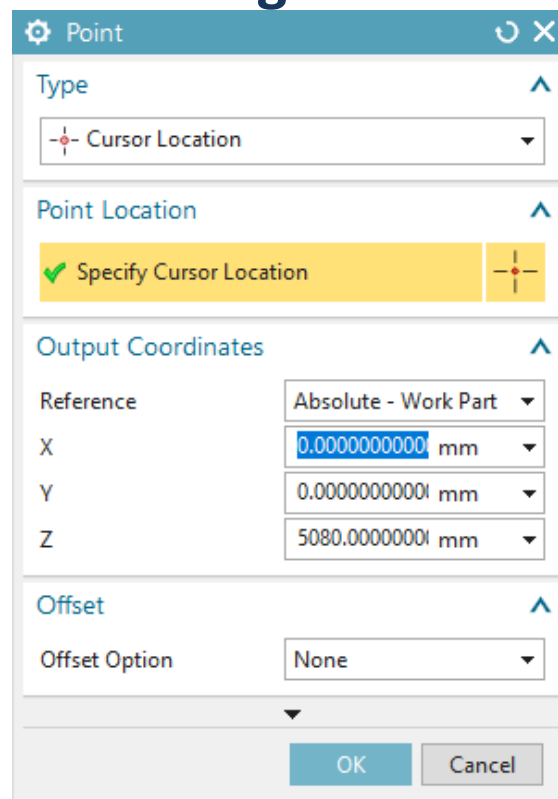 Point
Type
Cursor Location
Point Location
Specify Cursor Location
Output Coordinates
Reference Absolute - Work Part
X 0.0000000000 mm
Y 0.0000000000 mm
Z 5080.0000000 mm
Offset
Offset Option None
OK Cancel